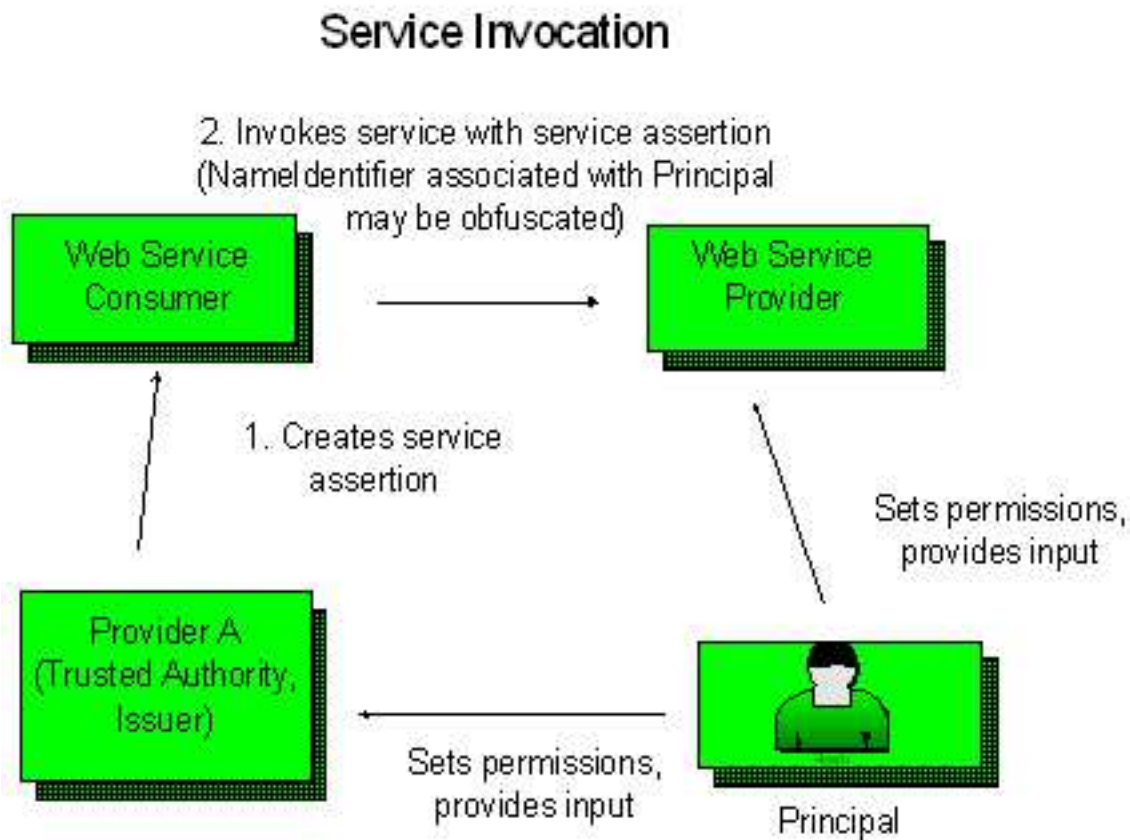 Service Invocation
2. Invokes service with service assertion
(NameIdentifier associated with Principal
may be obfuscated)
Web Service
Consumer
Web Service
Provider
1. Creates service
assertion
Sets permissions,
provides input
Provider A
(Trusted Authority,
Issuer)
Sets permissions,
provides input
Principal